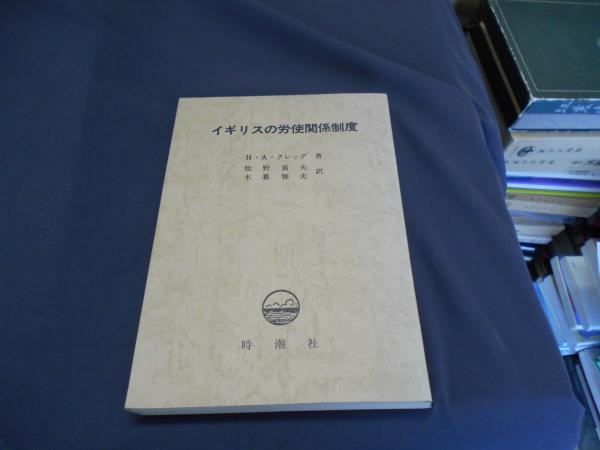 イギリスの労使関係制度
H・A・クレッグ 著
牧野富夫
木暮雅夫 訳
時潮社